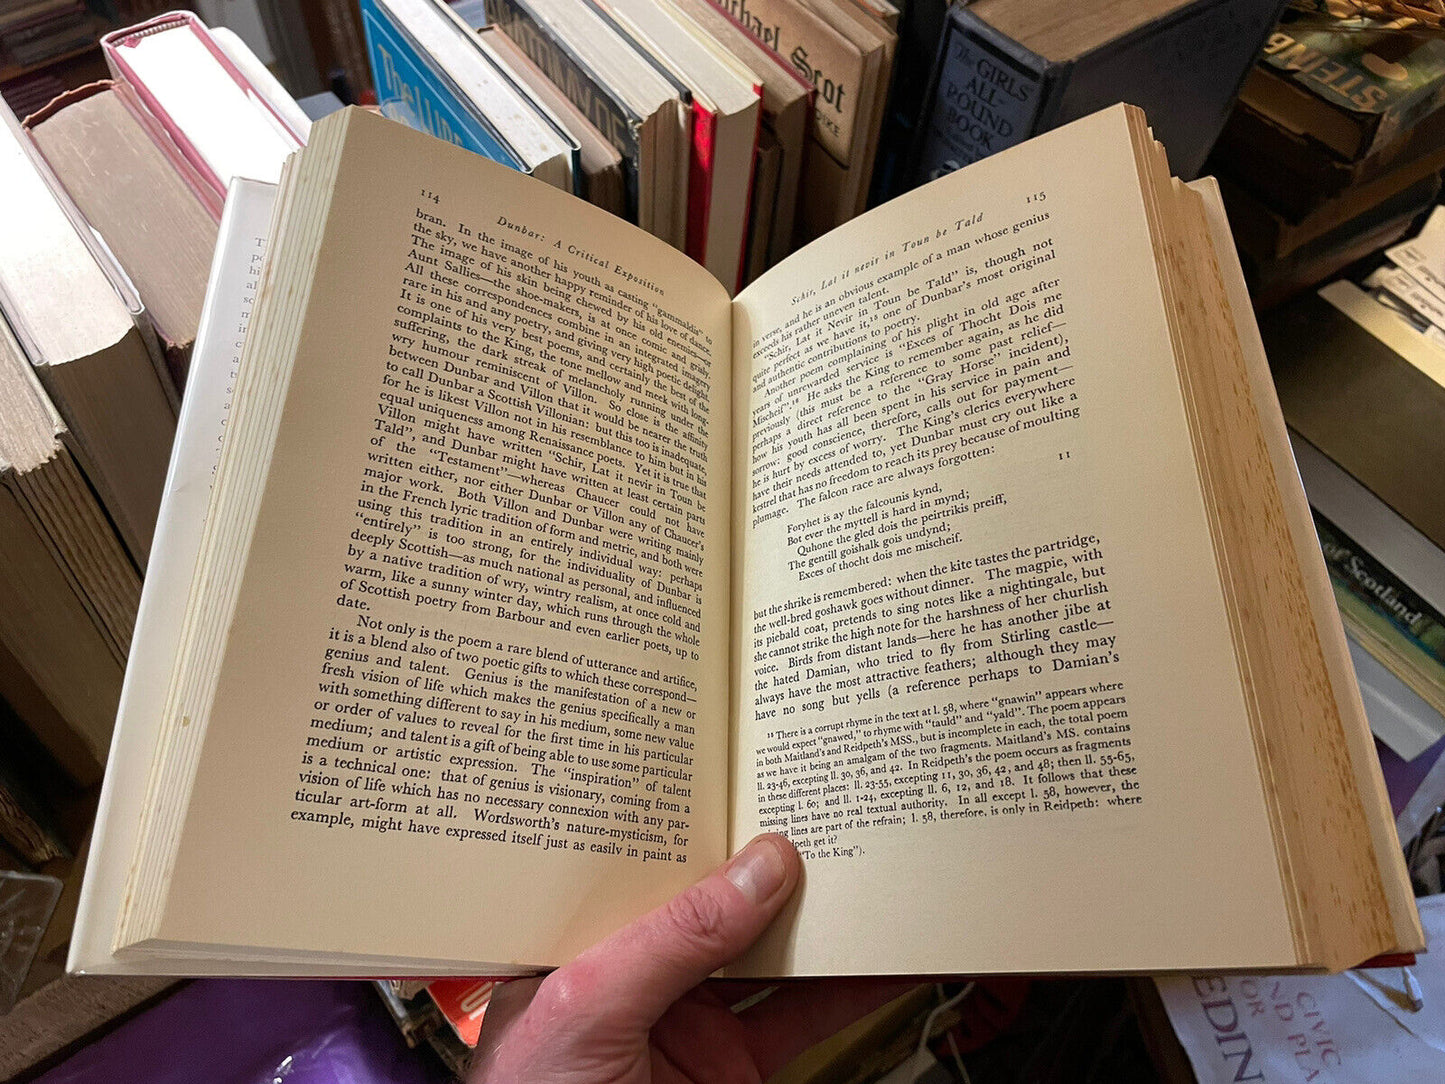 The LUR
Michael Scot
The GIRLS'
ALL-
ROUND
BOOK
STEIN
of Scotland
114
Dunbar: A Critical Exposition
bran. In the image of his youth as casting "gammaldis" to
the sky, we have another happy reminder of his love of dance.
The image of his skin being chewed by his old enemies—the
Aunt Sallies—the shoe-makers, is at once comic and grisly.
All these correspondences combine in an integrated imagery
rare in his and any poetry, and giving very high poetic delight.
It is one of his very best poems, and certainly the best of the
complaints to the King, the tone mellow and meek with long-
suffering, the dark streak of melancholy running under the
wry humour reminiscent of Villon. So close is the affinity
between Dunbar and Villon that it would be nearer the truth
to call Dunbar a Scottish Villonian: but this too is inadequate,
for he is likest Villon not in his resemblance to him but in his
equal uniqueness among Renaissance poets. Yet it is true that
Villon might have written "Schir, Lat it nevir in Toun be
Tald", and Dunbar might have written at least certain parts
of the "Testament"—whereas Chaucer could not have
written either, nor either Dunbar or Villon any of Chaucer's
major work. Both Villon and Dunbar were writing mainly
in the French lyric tradition of form and metric, and both were
using this tradition in an entirely individual way: perhaps
"entirely" is too strong, for the individuality of Dunbar is
deeply Scottish—as much national as personal, and influenced
by a native tradition of wry, wintry realism, at once cold and
warm, like a sunny winter day, which runs through the whole
of Scottish poetry from Barbour and even earlier poets, up to
date.
Not only is the poem a rare blend of utterance and artifice,
it is a blend also of two poetic gifts to which these correspond—
genius and talent. Genius is the manifestation of a new or
fresh vision of life which makes the genius specifically a man
with something different to say in his medium, some new value
or order of values to reveal for the first time in his particular
medium; and talent is a gift of being able to use some particular
medium or artistic expression. The "inspiration" of talent
is a technical one: that of genius is visionary, coming from a
vision of life which has no necessary connexion with any par-
ticular art-form at all. Wordsworth's nature-mysticism, for
example, might have expressed itself just as easily in paint as
115
Schir, Lat it nevir in Toun be Tald
in verse, and he is an obvious example of a man whose genius
exceeds his rather uneven talent.
"Schir, Lat it Nevir in Toun be Tald" is, though not
quite perfect as we have it,¹⁵ one of Dunbar's most original
and authentic contributions to poetry.
Another poem complaining of his plight in old age after
years of unrewarded service is "Exces of Thocht Dois me
Mischeif".¹⁶ He asks the King to remember again, as he did
previously (this must be a reference to some past relief—
perhaps a direct reference to the "Gray Horse" incident),
how his youth has all been spent in his service in pain and
sorrow: good conscience, therefore, calls out for payment—
he is hurt by excess of worry. The King's clerics everywhere
have their needs attended to, yet Dunbar must cry out like a
kestrel that has no freedom to reach its prey because of moulting
plumage. The falcon race are always forgotten:
11
Foryhet is ay the falcounis kynd,
Bot ever the myttell is hard in mynd;
Quhone the gled dois the peirtrikis preiff,
The gentill goishalk gois undynd;
Exces of thocht dois me mischeif.
but the shrike is remembered: when the kite tastes the partridge,
the well-bred goshawk goes without dinner. The magpie, with
its piebald coat, pretends to sing notes like a nightingale, but
she cannot strike the high note for the harshness of her churlish
voice. Birds from distant lands—here he has another jibe at
the hated Damian, who tried to fly from Stirling castle—
always have the most attractive feathers; although they may
have no song but yells (a reference perhaps to Damian's
¹⁵ There is a corrupt rhyme in the text at l. 58, where "gnawin" appears where
we would expect "gnawed," to rhyme with "tauld" and "yald". The poem appears
in both Maitland's and Reidpeth's MSS., but is incomplete in each, the total poem
as we have it being an amalgam of the two fragments. Maitland's MS. contains
ll. 23-46, excepting ll. 30, 36, and 42. In Reidpeth's the poem occurs as fragments
in these different places: ll. 23-55, excepting 11, 30, 36, 42, and 48; then ll. 55-65,
excepting l. 60; and ll. 1-24, excepting ll. 6, 12, and 18. It follows that these
missing lines have no real textual authority. In all except l. 58, however, the
lines are part of the refrain; l. 58, therefore, is only in Reidpeth: where
get it?
"To the King").
CIVIC
FOR